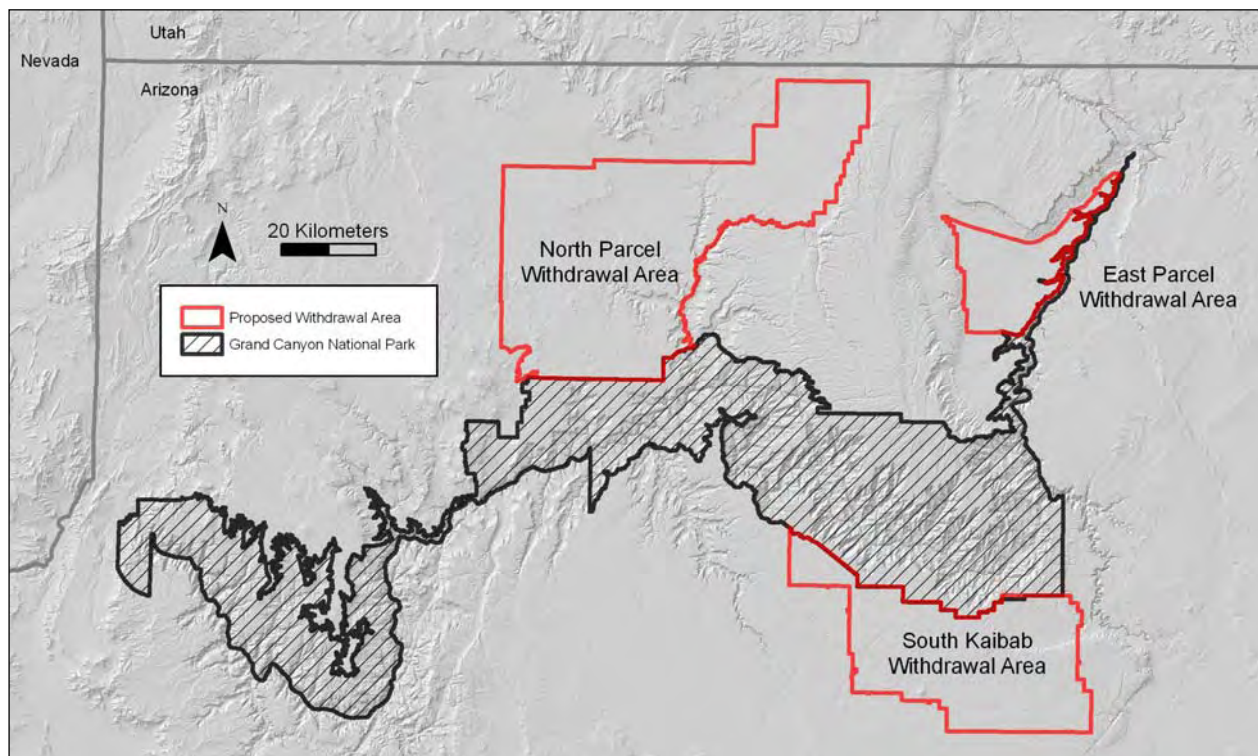 Utah
Nevada
Arizona
N
20 Kilometers
North Parcel
Withdrawal Area
East Parcel
Withdrawal Area
Proposed Withdrawal Area
Grand Canyon National Park
South Kaibab
Withdrawal Area